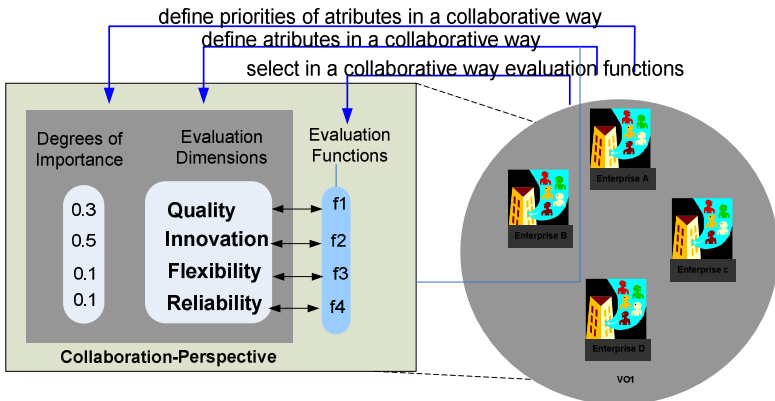 define priorities of atributes in a collaborative way
define atributes in a collaborative way
select in a collaborative way evaluation functions
Degrees of
Importance
Evaluation
Dimensions
Evaluation
Functions
0.3
0.5
0.1
0.1
Quality
Innovation
Flexibility
Reliability
f1
f2
f3
f4
Collaboration-Perspective
Enterprise A
Enterprise B
Enterprise c
Enterprise D
VO1